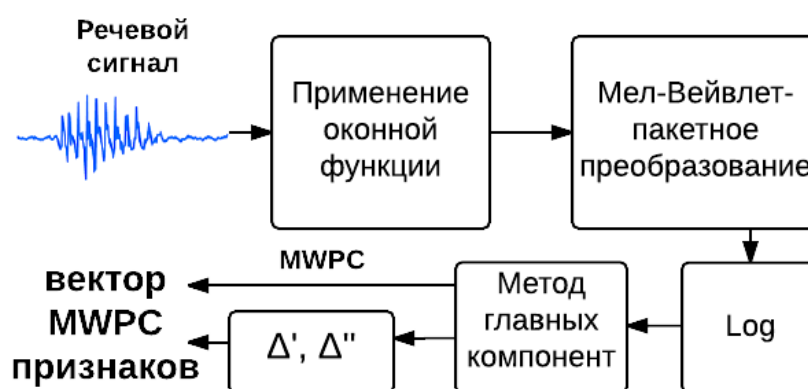 Речевой
сигнал
Применение
оконной
функции
Мел-Вейвлет-
пакетное
преобразование
MWPC
вектор
MWPC
признаков
Δ', Δ''
Метод
главных
компонент
Log